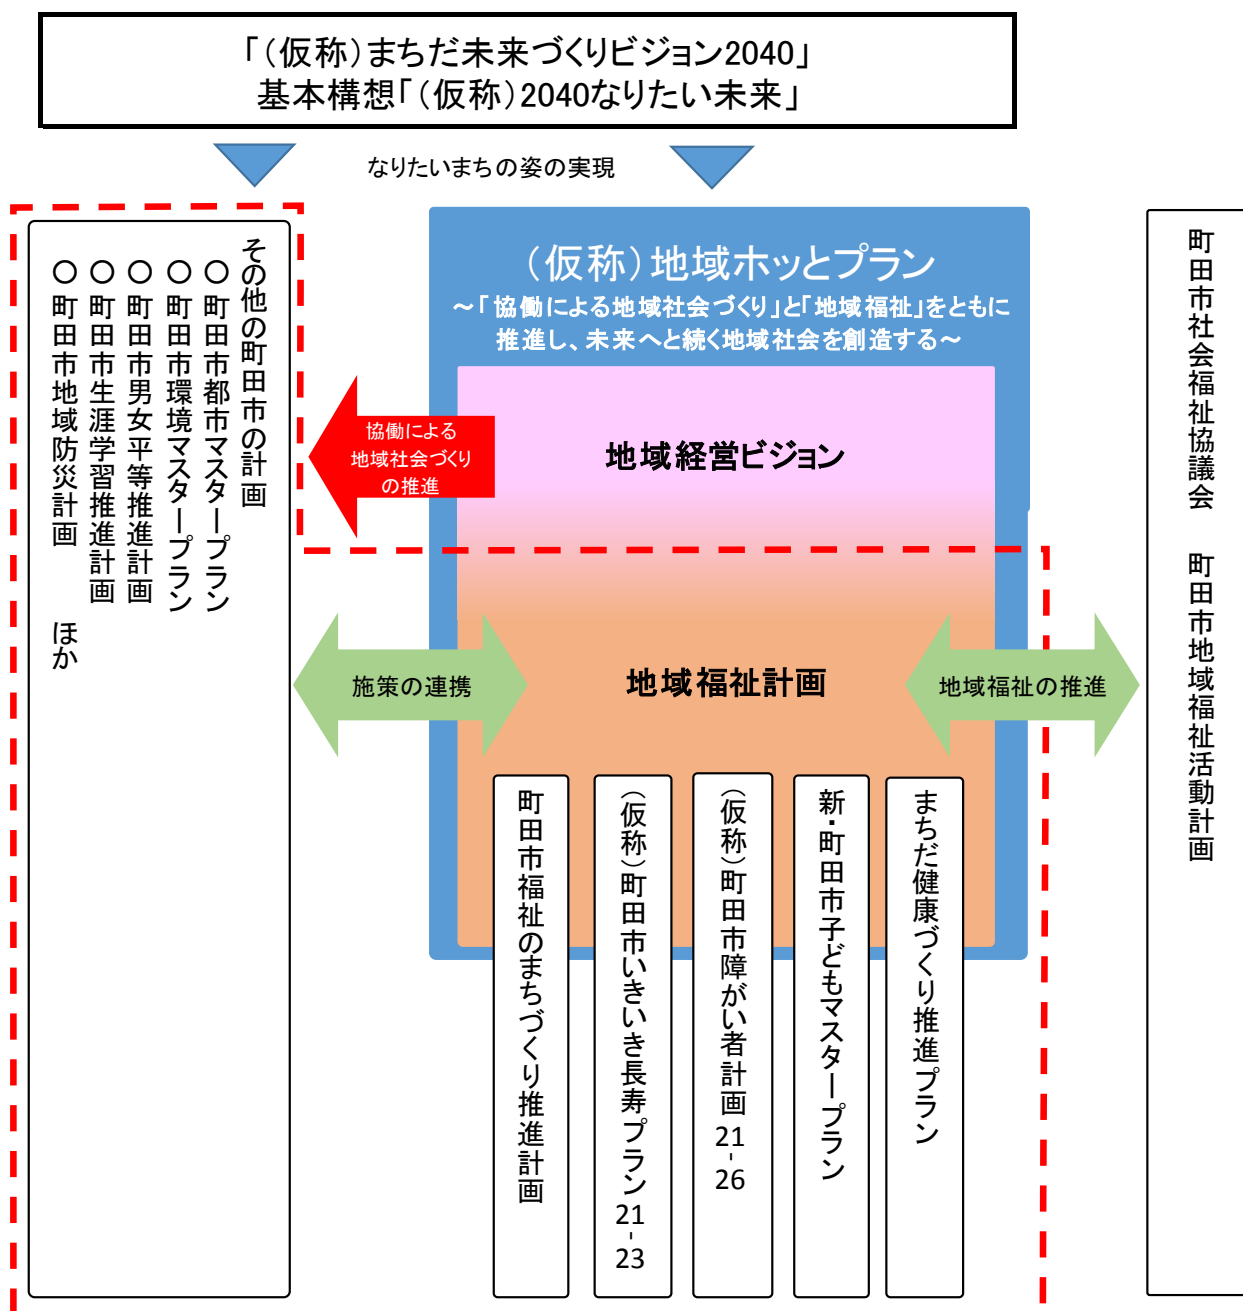 「（仮称）まちだ未来づくりビジョン2040」
基本構想「（仮称）2040なりたい未来」
なりたいまちの姿の実現
その他の町田市の計画
〇町田市都市マスタープラン
〇町田市環境マスタープラン
〇町田市男女平等推進計画
〇町田市生涯学習推進計画
〇町田市地域防災計画　ほか
（仮称）地域ホッとプラン
～「協働による地域社会づくり」と「地域福祉」をともに
推進し、未来へと続く地域社会を創造する～
協働による
地域社会づくり
の推進
地域経営ビジョン
施策の連携
地域福祉計画
地域福祉の推進
町田市福祉のまちづくり推進計画
（仮称）町田市いきいき長寿プラン21-23
（仮称）町田市障がい者計画21-26
新・町田市子どもマスタープラン
まちだ健康づくり推進プラン
町田市社会福祉協議会　町田市地域福祉活動計画